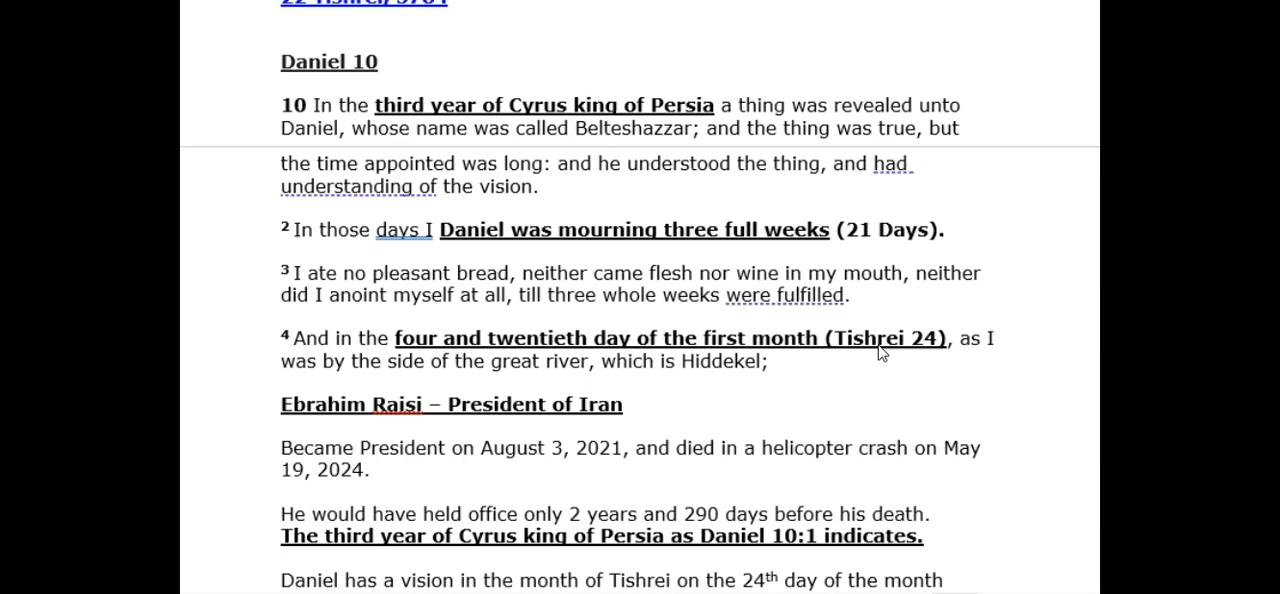 22 Tishrei, 5784
Daniel 10
10 In the third year of Cyrus king of Persia a thing was revealed unto
Daniel, whose name was called Belteshazzar; and the thing was true, but
the time appointed was long: and he understood the thing, and had
understanding of the vision.
2 In those days I Daniel was mourning three full weeks (21 Days).
3 I ate no pleasant bread, neither came flesh nor wine in my mouth, neither
did I anoint myself at all, till three whole weeks were fulfilled.
4 And in the four and twentieth day of the first month (Tishrei 24), as I
was by the side of the great river, which is Hiddekel;
Ebrahim Raisi – President of Iran
Became President on August 3, 2021, and died in a helicopter crash on May
19, 2024.
He would have held office only 2 years and 290 days before his death.
The third year of Cyrus king of Persia as Daniel 10:1 indicates.
Daniel has a vision in the month of Tishrei on the 24th day of the month